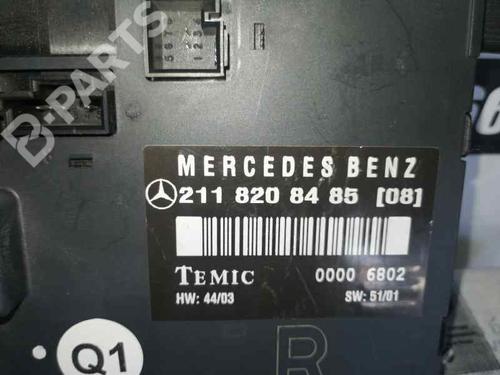 B-PARTS
MERCEDES BENZ
211 820 84 85 [08]
TEMIC 0000 6802
HW: 44/03 SW: 51/01
Q1
R